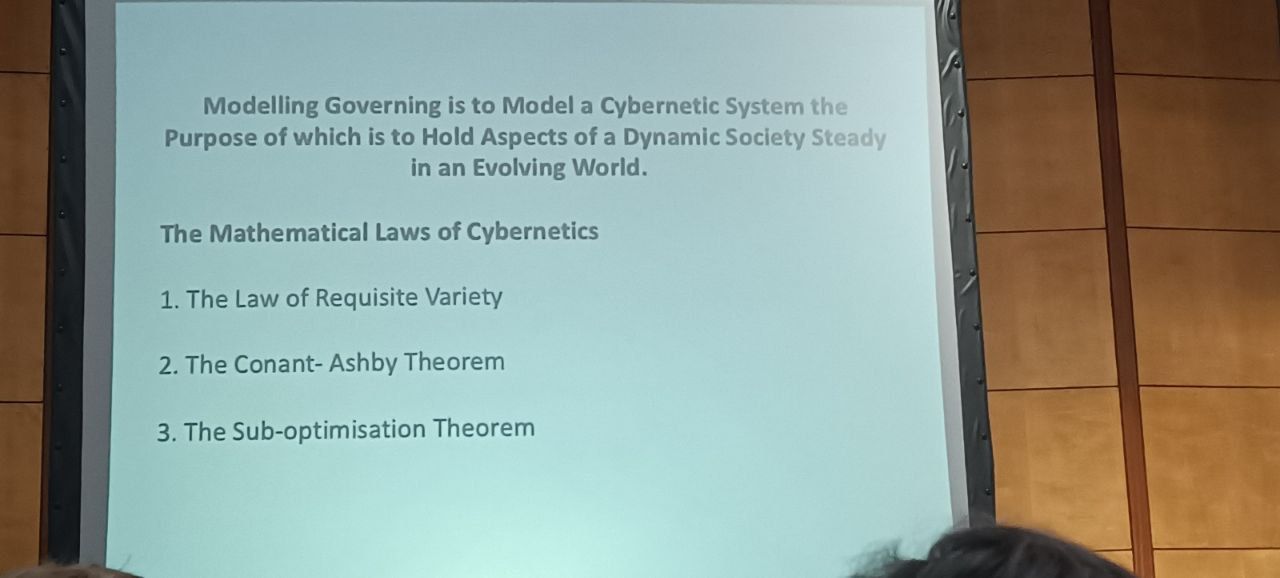 Modelling Governing is to Model a Cybernetic System the
Purpose of which is to Hold Aspects of a Dynamic Society Steady
in an Evolving World.
The Mathematical Laws of Cybernetics
1. The Law of Requisite Variety
2. The Conant- Ashby Theorem
3. The Sub-optimisation Theorem